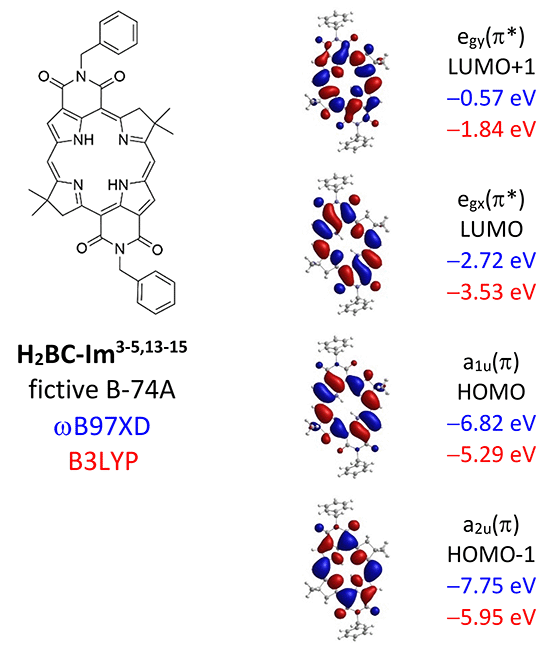 N
O
O
NH
N
N
HN
O
O
N
H₂BC-Im³⁻⁵,¹³⁻¹⁵
fictive B-74A
ωB97XD
B3LYP
egy(π*)
LUMO+1
−0.57 eV
−1.84 eV
egx(π*)
LUMO
−2.72 eV
−3.53 eV
a1u(π)
HOMO
−6.82 eV
−5.29 eV
a2u(π)
HOMO-1
−7.75 eV
−5.95 eV